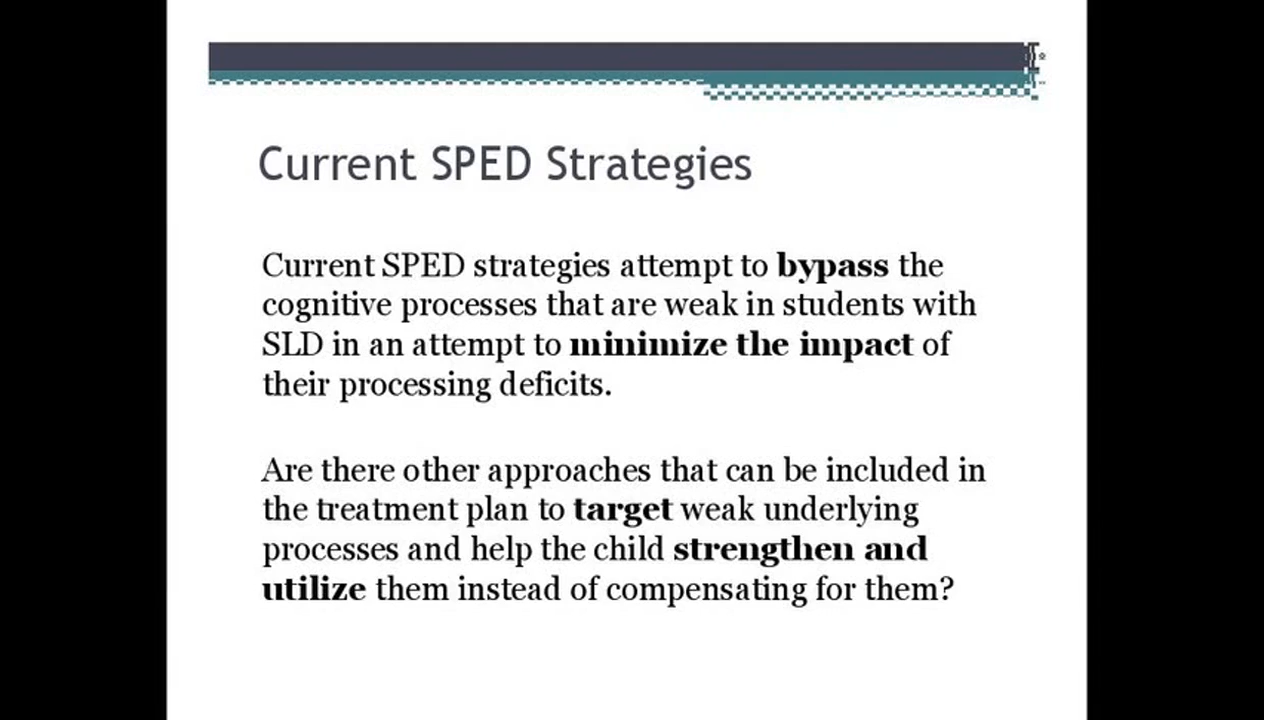 Current SPED Strategies
Current SPED strategies attempt to bypass the
cognitive processes that are weak in students with
SLD in an attempt to minimize the impact of
their processing deficits.
Are there other approaches that can be included in
the treatment plan to target weak underlying
processes and help the child strengthen and
utilize them instead of compensating for them?